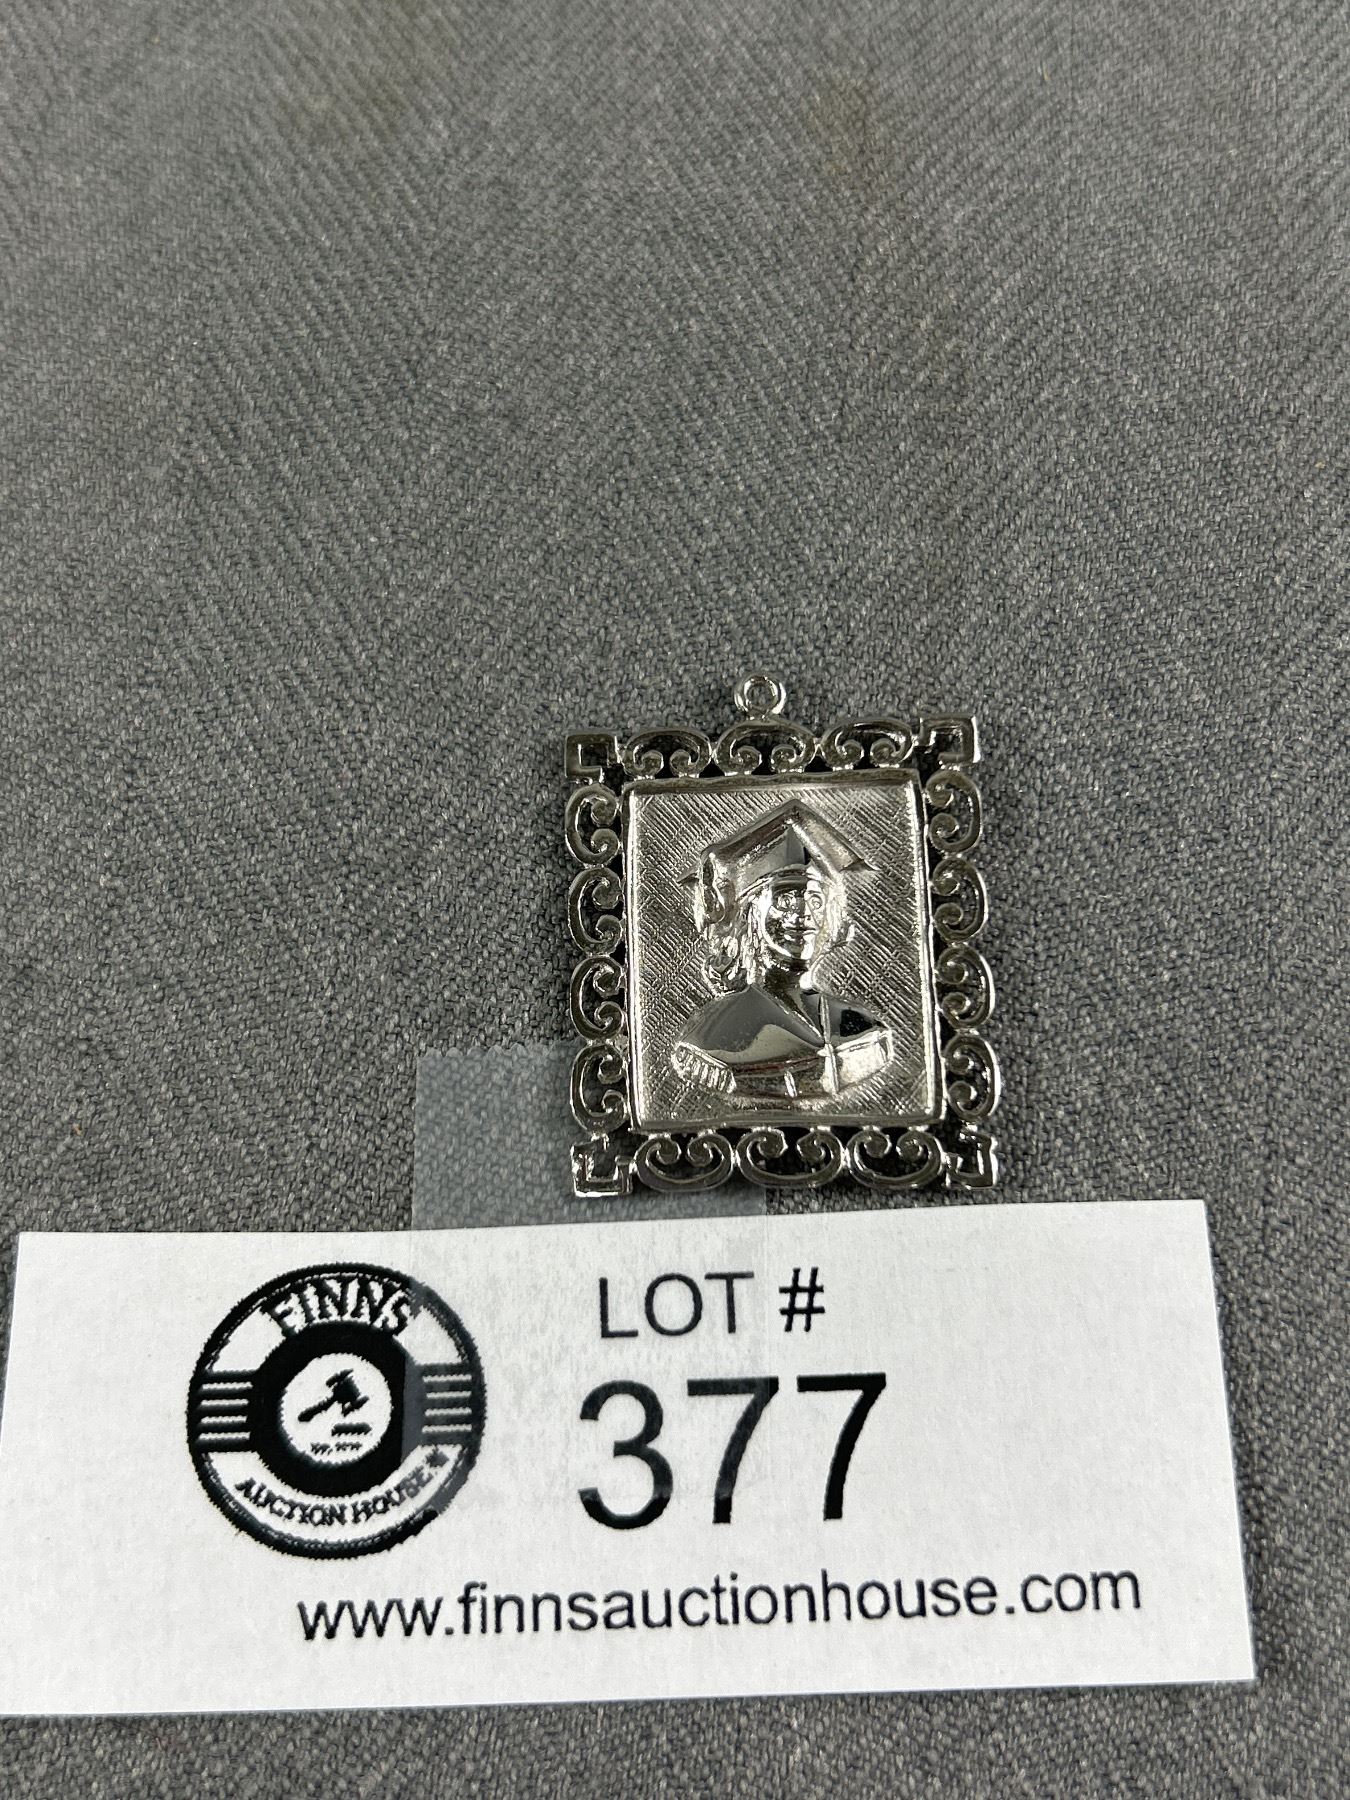 FINNS
AUCTION HOUSE
LOT #
377
www.finnsauctionhouse.com